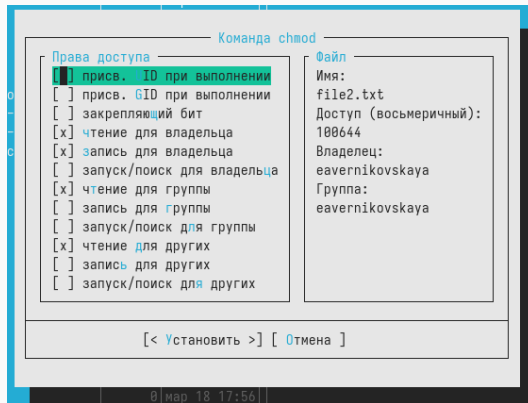 Команда chmod
Права доступа
[ ] присв. UID при выполнении
[ ] присв. GID при выполнении
[ ] закрепляющий бит
[x] чтение для владельца
[x] запись для владельца
[ ] запуск/поиск для владельца
[x] чтение для группы
[ ] запись для группы
[ ] запуск/поиск для группы
[x] чтение для других
[ ] запись для других
[ ] запуск/поиск для других
Файл
Имя:
file2.txt
Доступ (восьмеричный):
100644
Владелец:
eavernikovskaya
Группа:
eavernikovskaya
[< Установить >] [ Отмена ]
0 мар 18 17:56